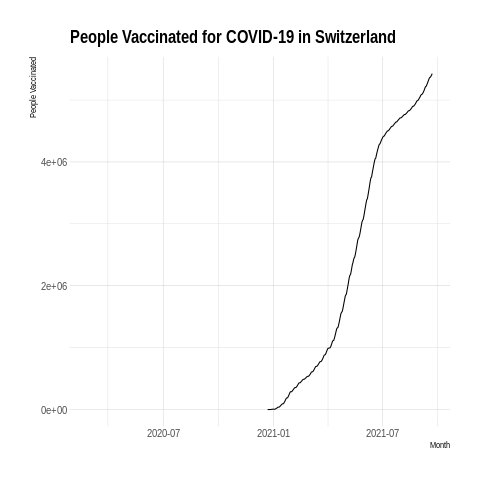 People Vaccinated for COVID-19 in Switzerland
People Vaccinated
4e+06
2e+06
0e+00
2020-07 2021-01 2021-07
Month